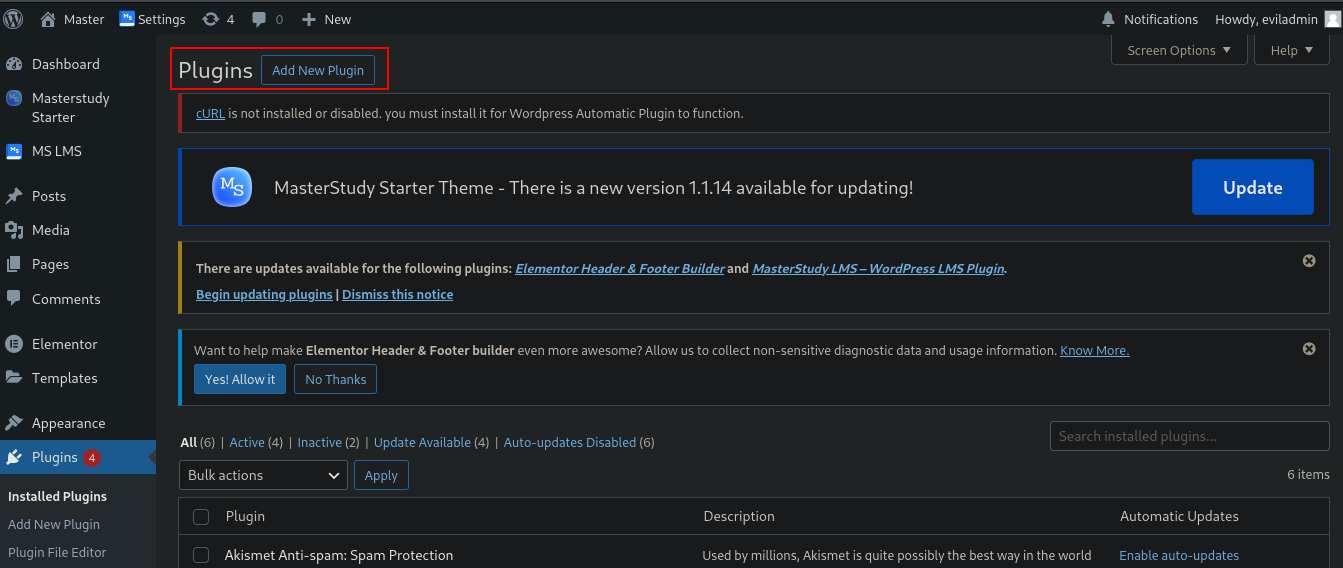 Master Settings 4 0 New Notifications Howdy, eviladmin
Screen Options Help
Dashboard
Masterstudy
Starter
MS LMS
Posts
Media
Pages
Comments
Elementor
Templates
Appearance
Plugins 4
Installed Plugins
Add New Plugin
Plugin File Editor
Plugins Add New Plugin
cURL is not installed or disabled. you must install it for Wordpress Automatic Plugin to function.
MS MasterStudy Starter Theme - There is a new version 1.1.14 available for updating! Update
There are updates available for the following plugins: Elementor Header & Footer Builder and MasterStudy LMS – WordPress LMS Plugin.
Begin updating plugins | Dismiss this notice
Want to help make Elementor Header & Footer builder even more awesome? Allow us to collect non-sensitive diagnostic data and usage information. Know More.
Yes! Allow it No Thanks
All (6) | Active (4) | Inactive (2) | Update Available (4) | Auto-updates Disabled (6)
Search installed plugins...
Bulk actions Apply
6 items
Plugin Description Automatic Updates
Akismet Anti-spam: Spam Protection Used by millions, Akismet is quite possibly the best way in the world Enable auto-updates